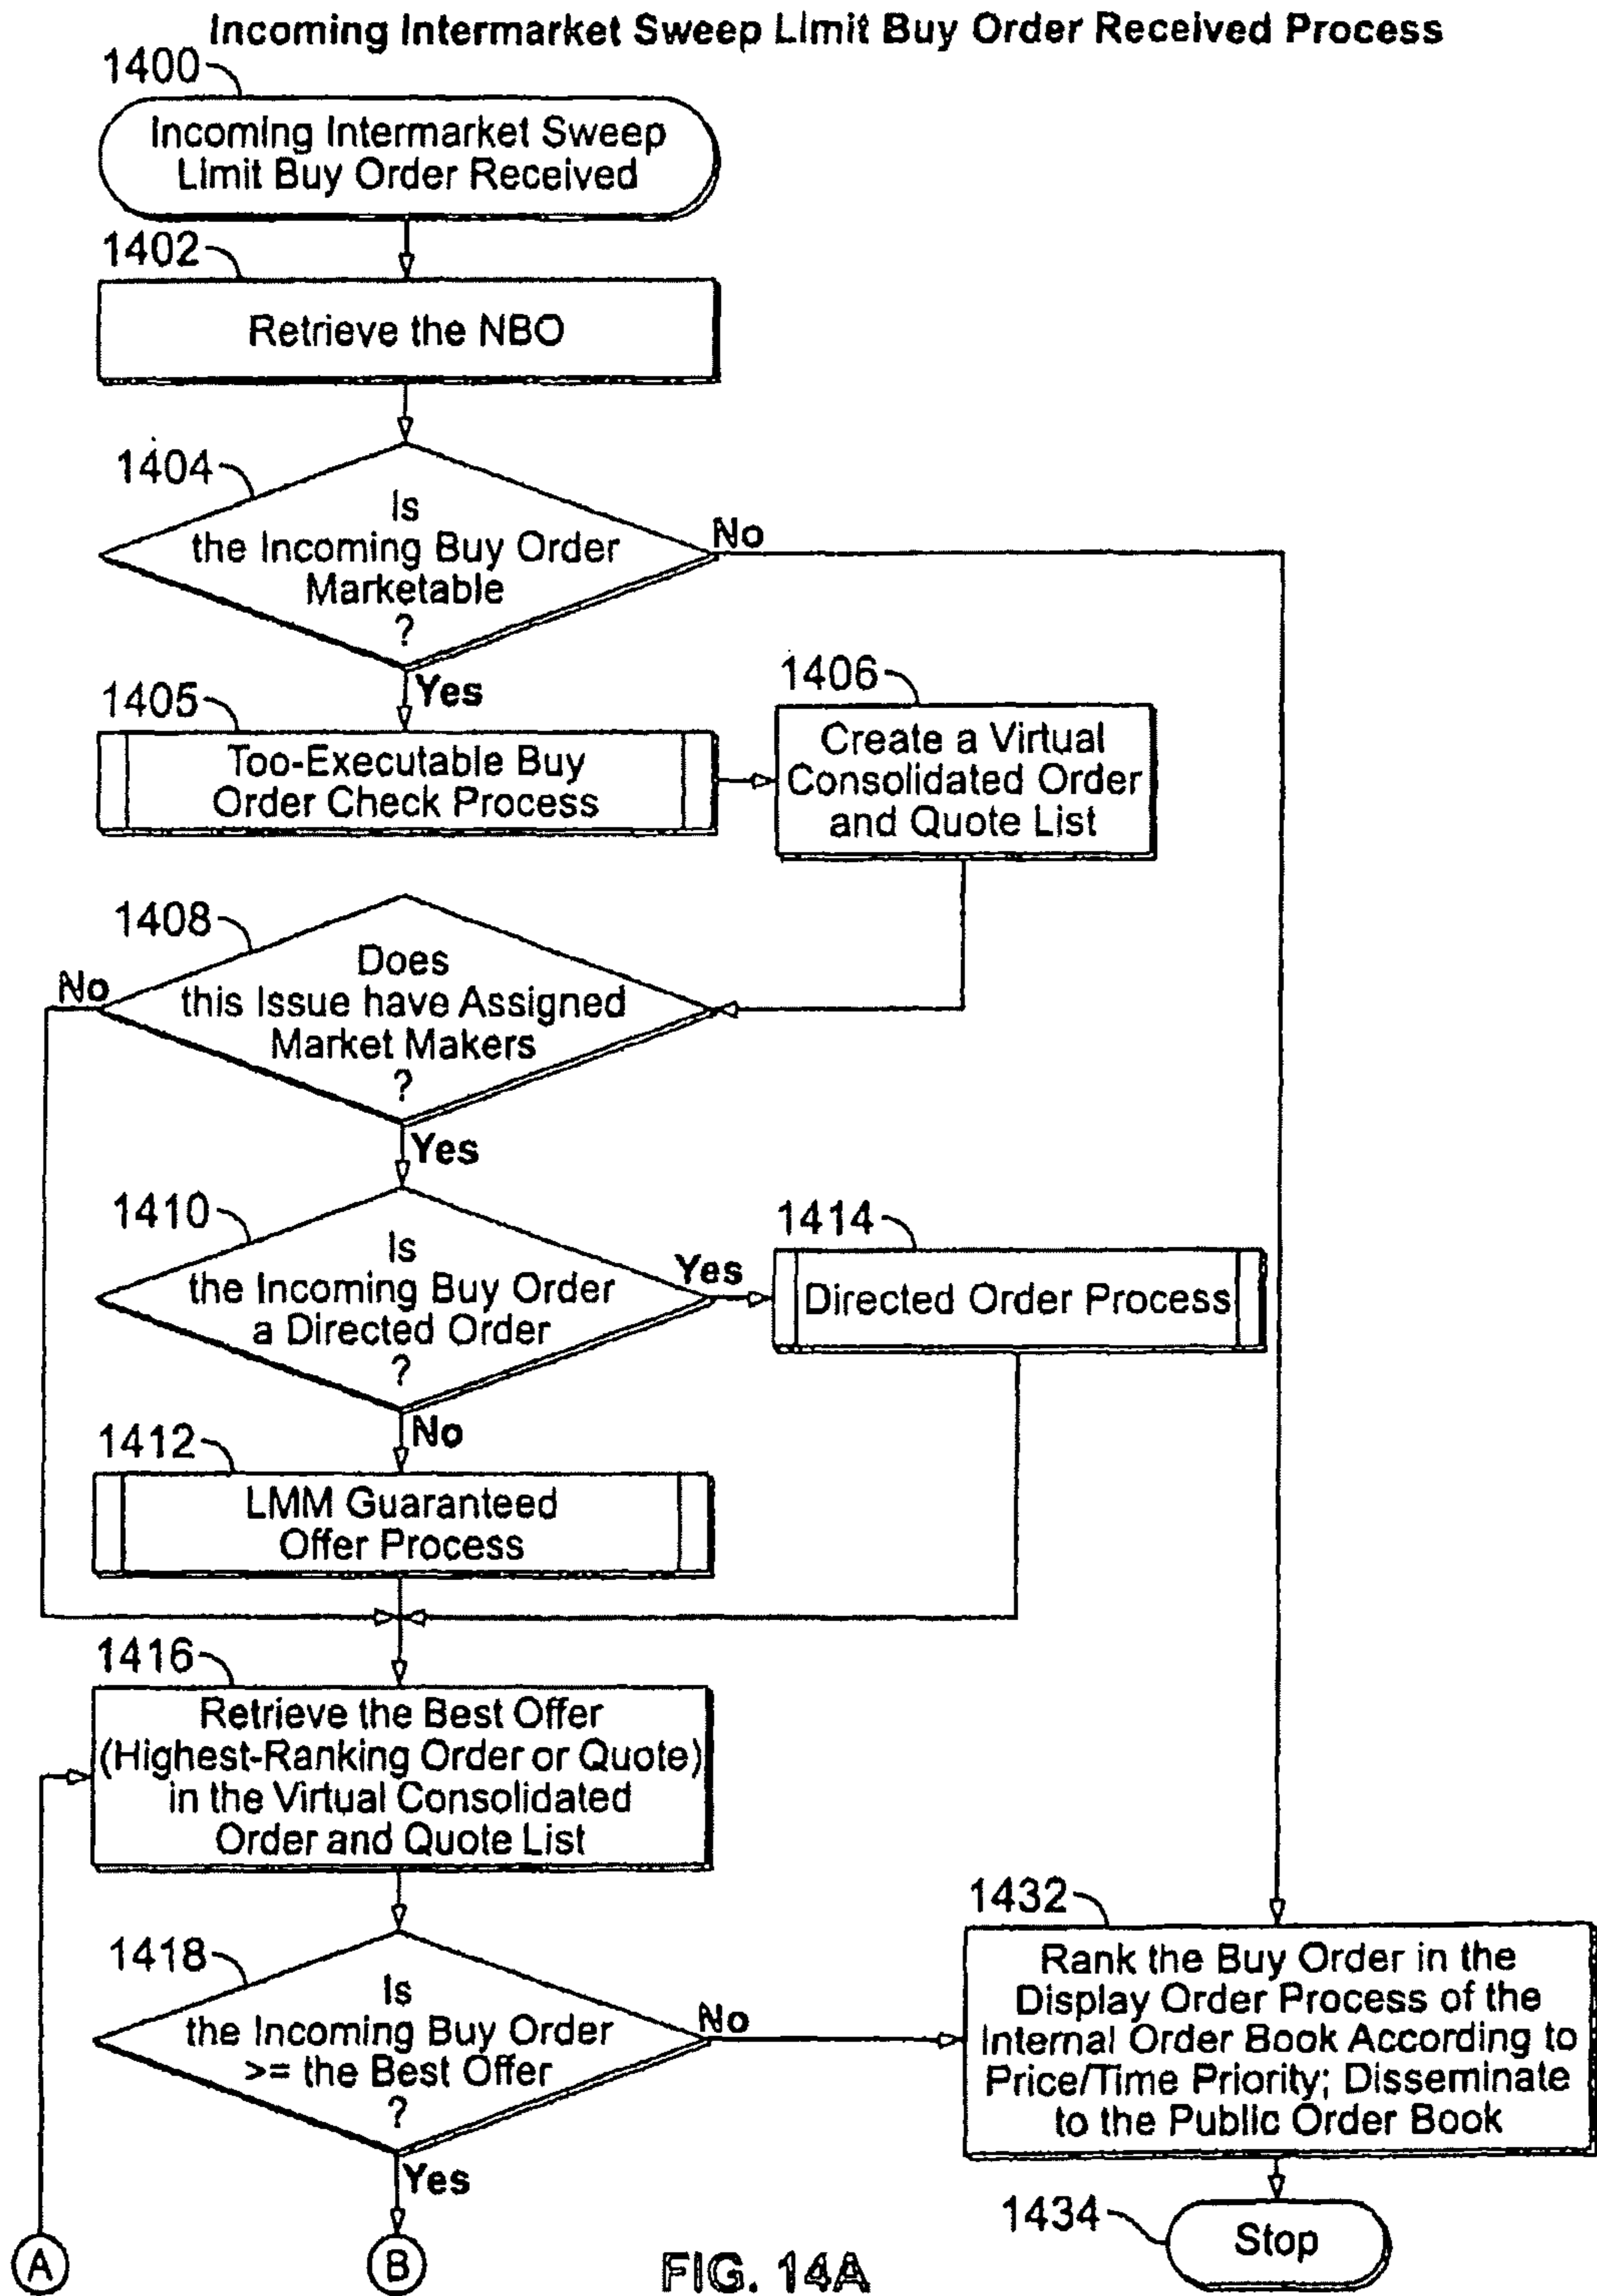 Incoming Intermarket Sweep Limit Buy Order Received Process
1400
Incoming Intermarket Sweep
Limit Buy Order Received
1402
Retrieve the NBO
1404
Is
the Incoming Buy Order
Marketable
?
No
Yes
1405
Too-Executable Buy
Order Check Process
1406
Create a Virtual
Consolidated Order
and Quote List
1408
Does
this Issue have Assigned
Market Makers
?
No
Yes
1410
Is
the Incoming Buy Order
a Directed Order
?
Yes
1414
Directed Order Process
No
1412
LMM Guaranteed
Offer Process
1416
Retrieve the Best Offer
(Highest-Ranking Order or Quote)
in the Virtual Consolidated
Order and Quote List
1418
Is
the Incoming Buy Order
>= the Best Offer
?
No
Yes
1432
Rank the Buy Order in the
Display Order Process of the
Internal Order Book According to
Price/Time Priority; Disseminate
to the Public Order Book
1434
Stop
A
B
FIG. 14A